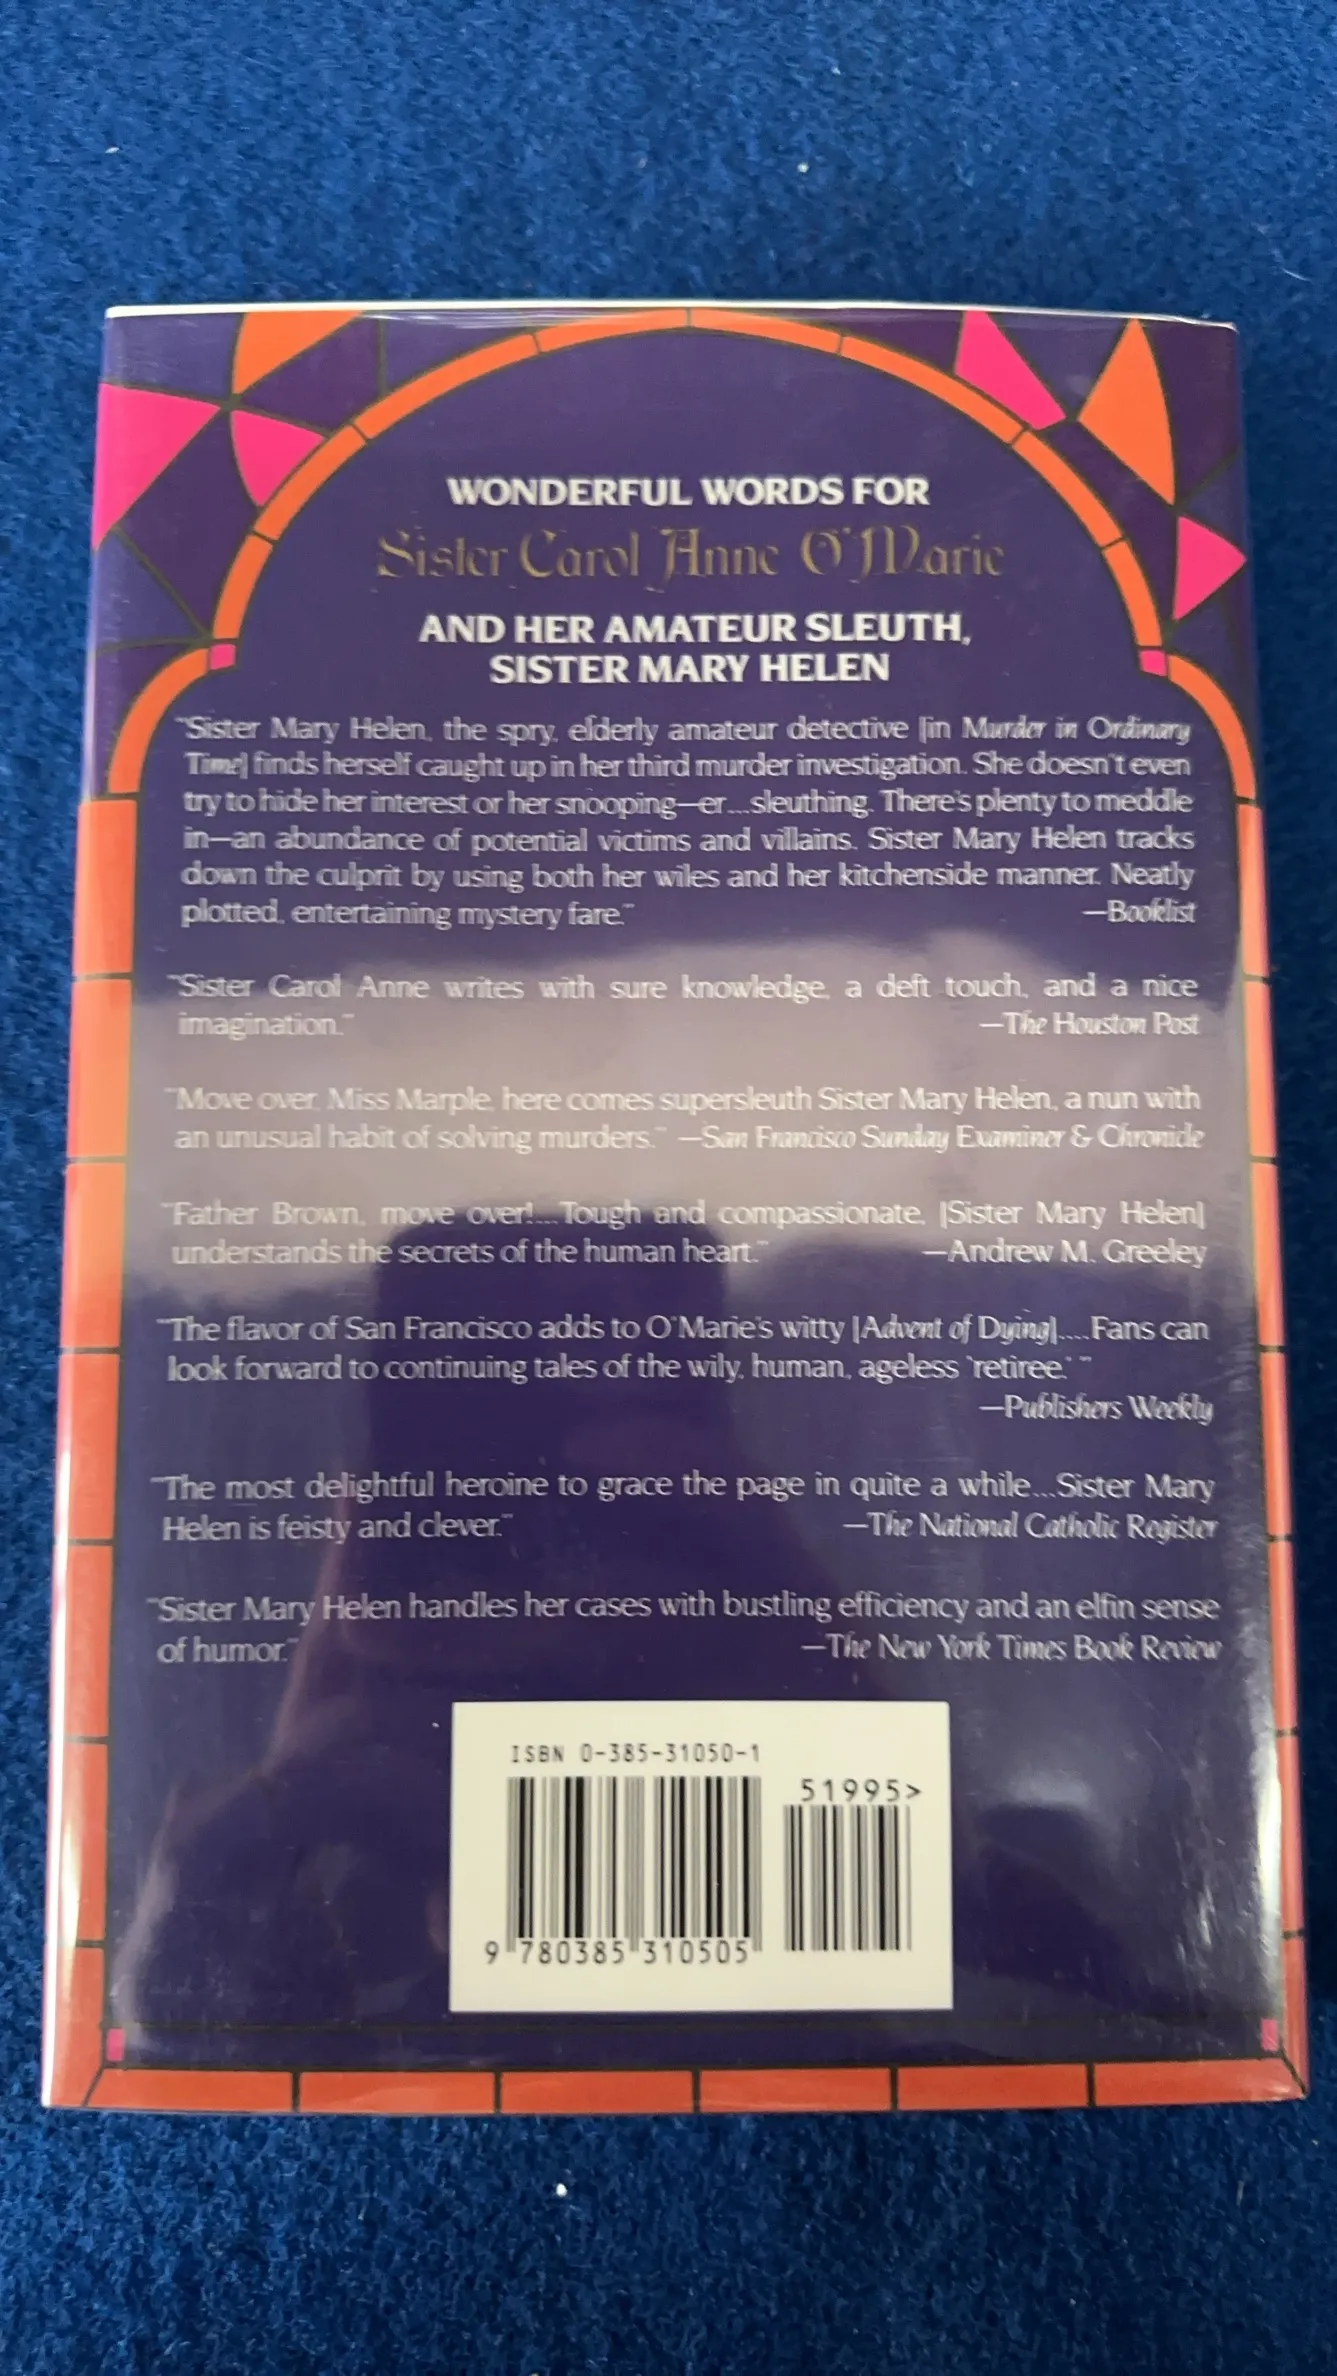 WONDERFUL WORDS FOR
Sister Carol Anne O'Marie
AND HER AMATEUR SLEUTH,
SISTER MARY HELEN
"Sister Mary Helen, the spry, elderly amateur detective [in Murder in Ordinary
Time] finds herself caught up in her third murder investigation. She doesn't even
try to hide her interest or her snooping—er...sleuthing. There's plenty to meddle
in—an abundance of potential victims and villains. Sister Mary Helen tracks
down the culprit by using both her wiles and her kitchenside manner. Neatly
plotted, entertaining mystery fare." —Booklist
"Sister Carol Anne writes with sure knowledge, a deft touch, and a nice
imagination." —The Houston Post
"Move over, Miss Marple, here comes supersleuth Sister Mary Helen, a nun with
an unusual habit of solving murders." —San Francisco Sunday Examiner & Chronicle
"Father Brown, move over!...Tough and compassionate, [Sister Mary Helen]
understands the secrets of the human heart." —Andrew M. Greeley
"The flavor of San Francisco adds to O'Marie's witty [Advent of Dying]....Fans can
look forward to continuing tales of the wily, human, ageless 'retiree.' "
—Publishers Weekly
"The most delightful heroine to grace the page in quite a while...Sister Mary
Helen is feisty and clever." —The National Catholic Register
"Sister Mary Helen handles her cases with bustling efficiency and an elfin sense
of humor." —The New York Times Book Review
ISBN 0-385-31050-1
51995>
9 780385 310505